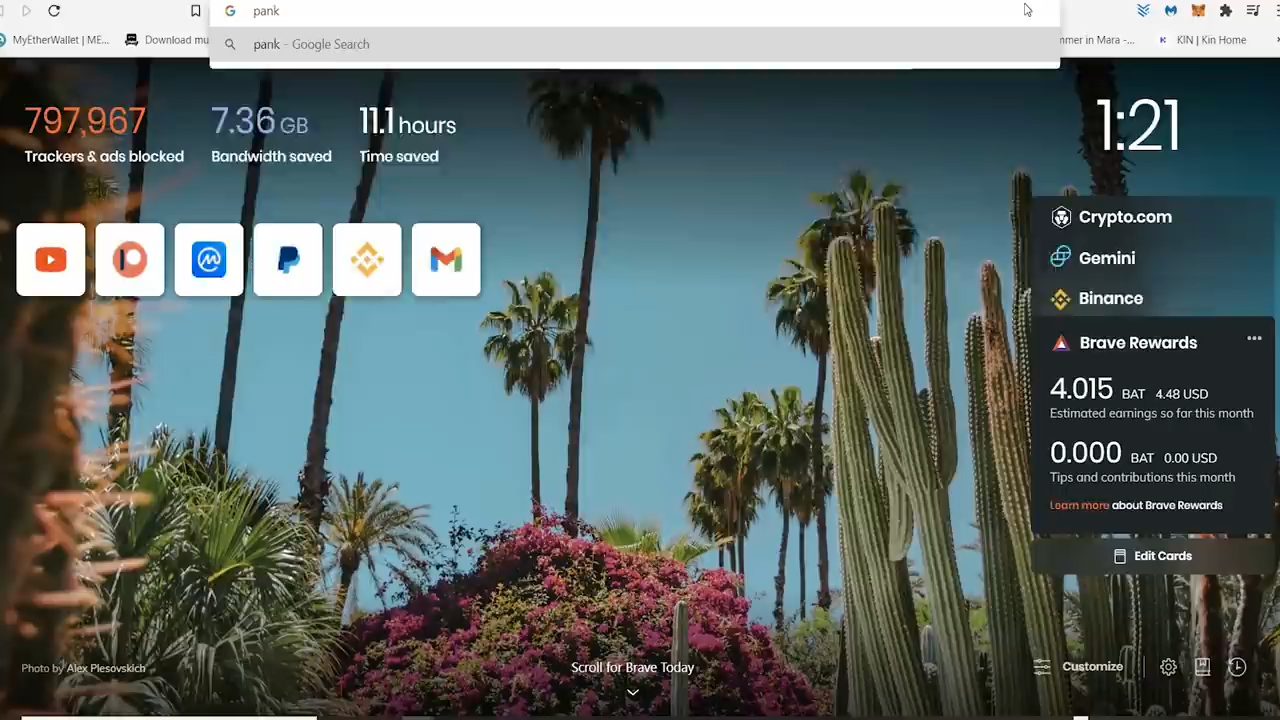 pank
MyEtherWallet | ME...
Download mu
pank - Google Search
mer in Mara -...
KIN | Kin Home
797,967
Trackers & ads blocked
7.36 GB
Bandwidth saved
11.1 hours
Time saved
1:21
Crypto.com
Gemini
Binance
Brave Rewards
4.015 BAT 4.48 USD
Estimated earnings so far this month
0.000 BAT 0.00 USD
Tips and contributions this month
Learn more about Brave Rewards
Edit Cards
Photo by Alex Plesovskich
Scroll for Brave Today
Customize